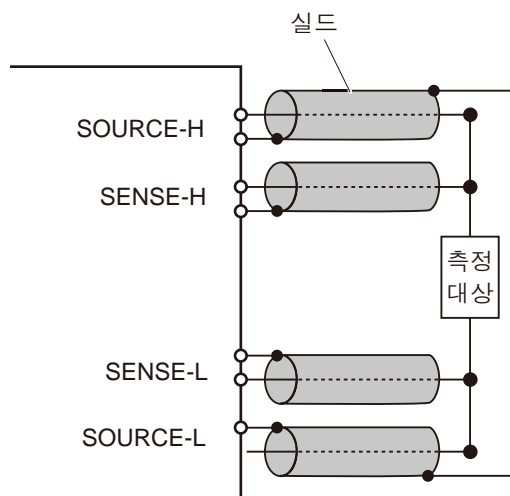 실드
SOURCE-H
SENSE-H
측정
대상
SENSE-L
SOURCE-L